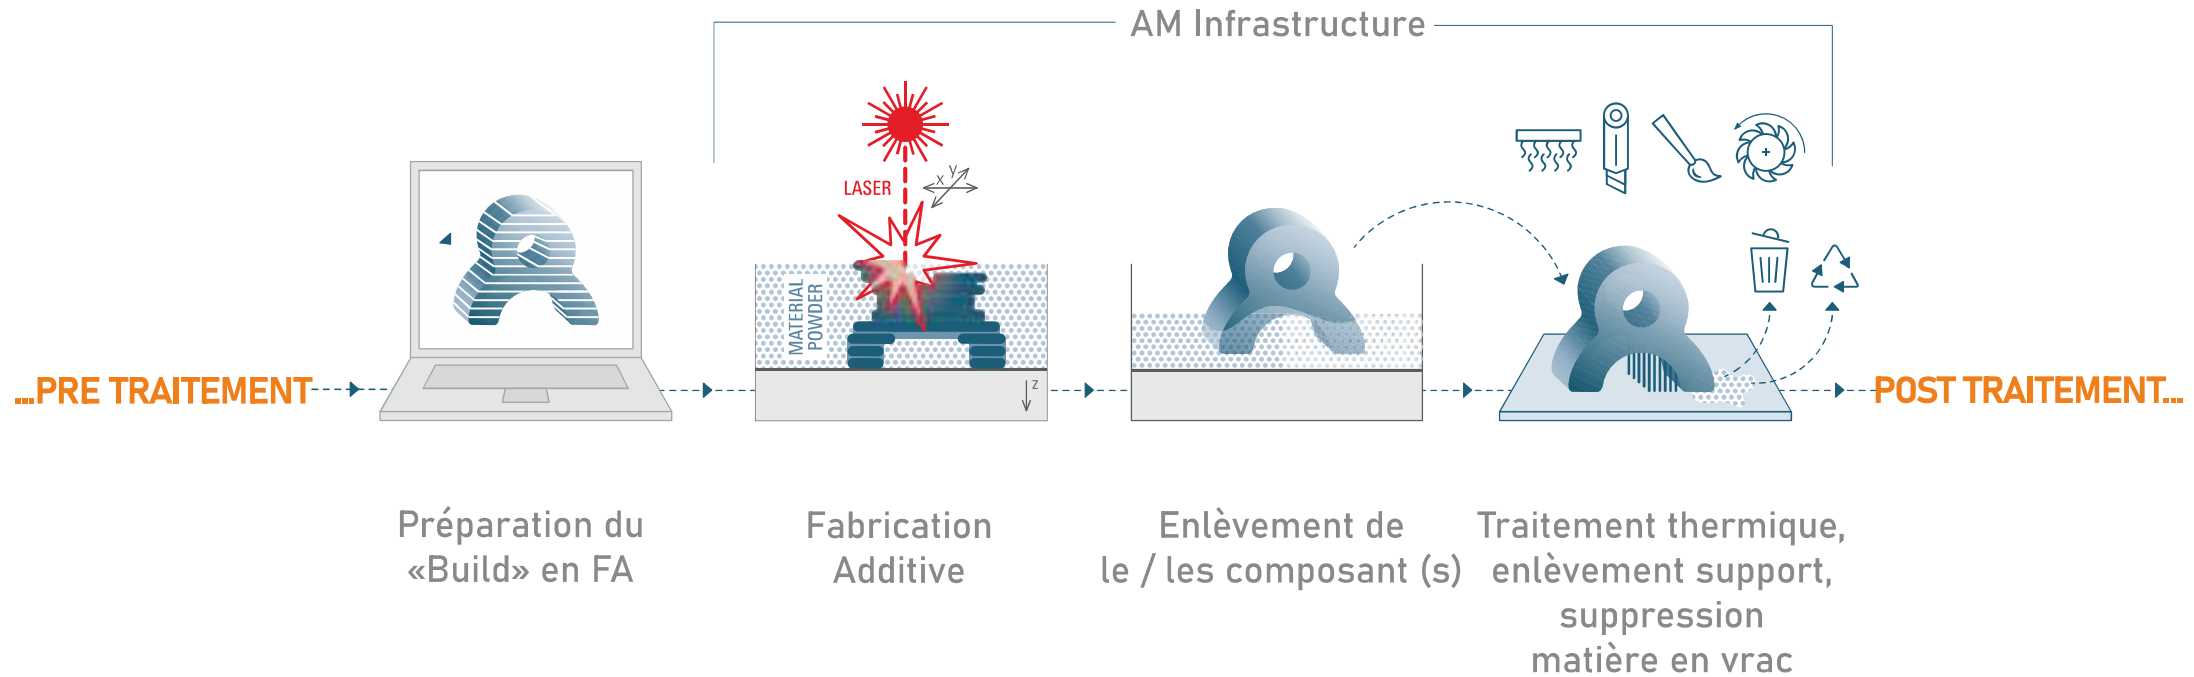 AM Infrastructure
LASER
x
y
MATERIAL
POWDER
z
...PRE TRAITEMENT
POST TRAITEMENT...
Préparation du
«Build» en FA
Fabrication
Additive
Enlèvement de
le / les composant (s)
Traitement thermique,
enlèvement support,
suppression
matière en vrac